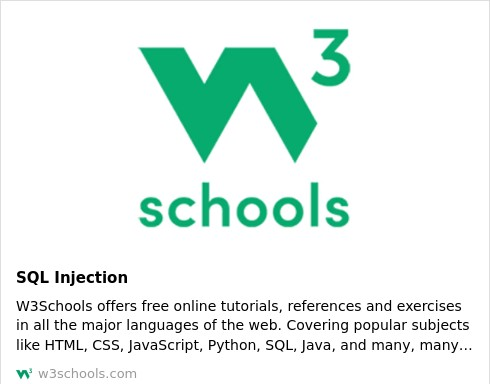 W3
schools
SQL Injection
W3Schools offers free online tutorials, references and exercises
in all the major languages of the web. Covering popular subjects
like HTML, CSS, JavaScript, Python, SQL, Java, and many, many…
w3schools.com